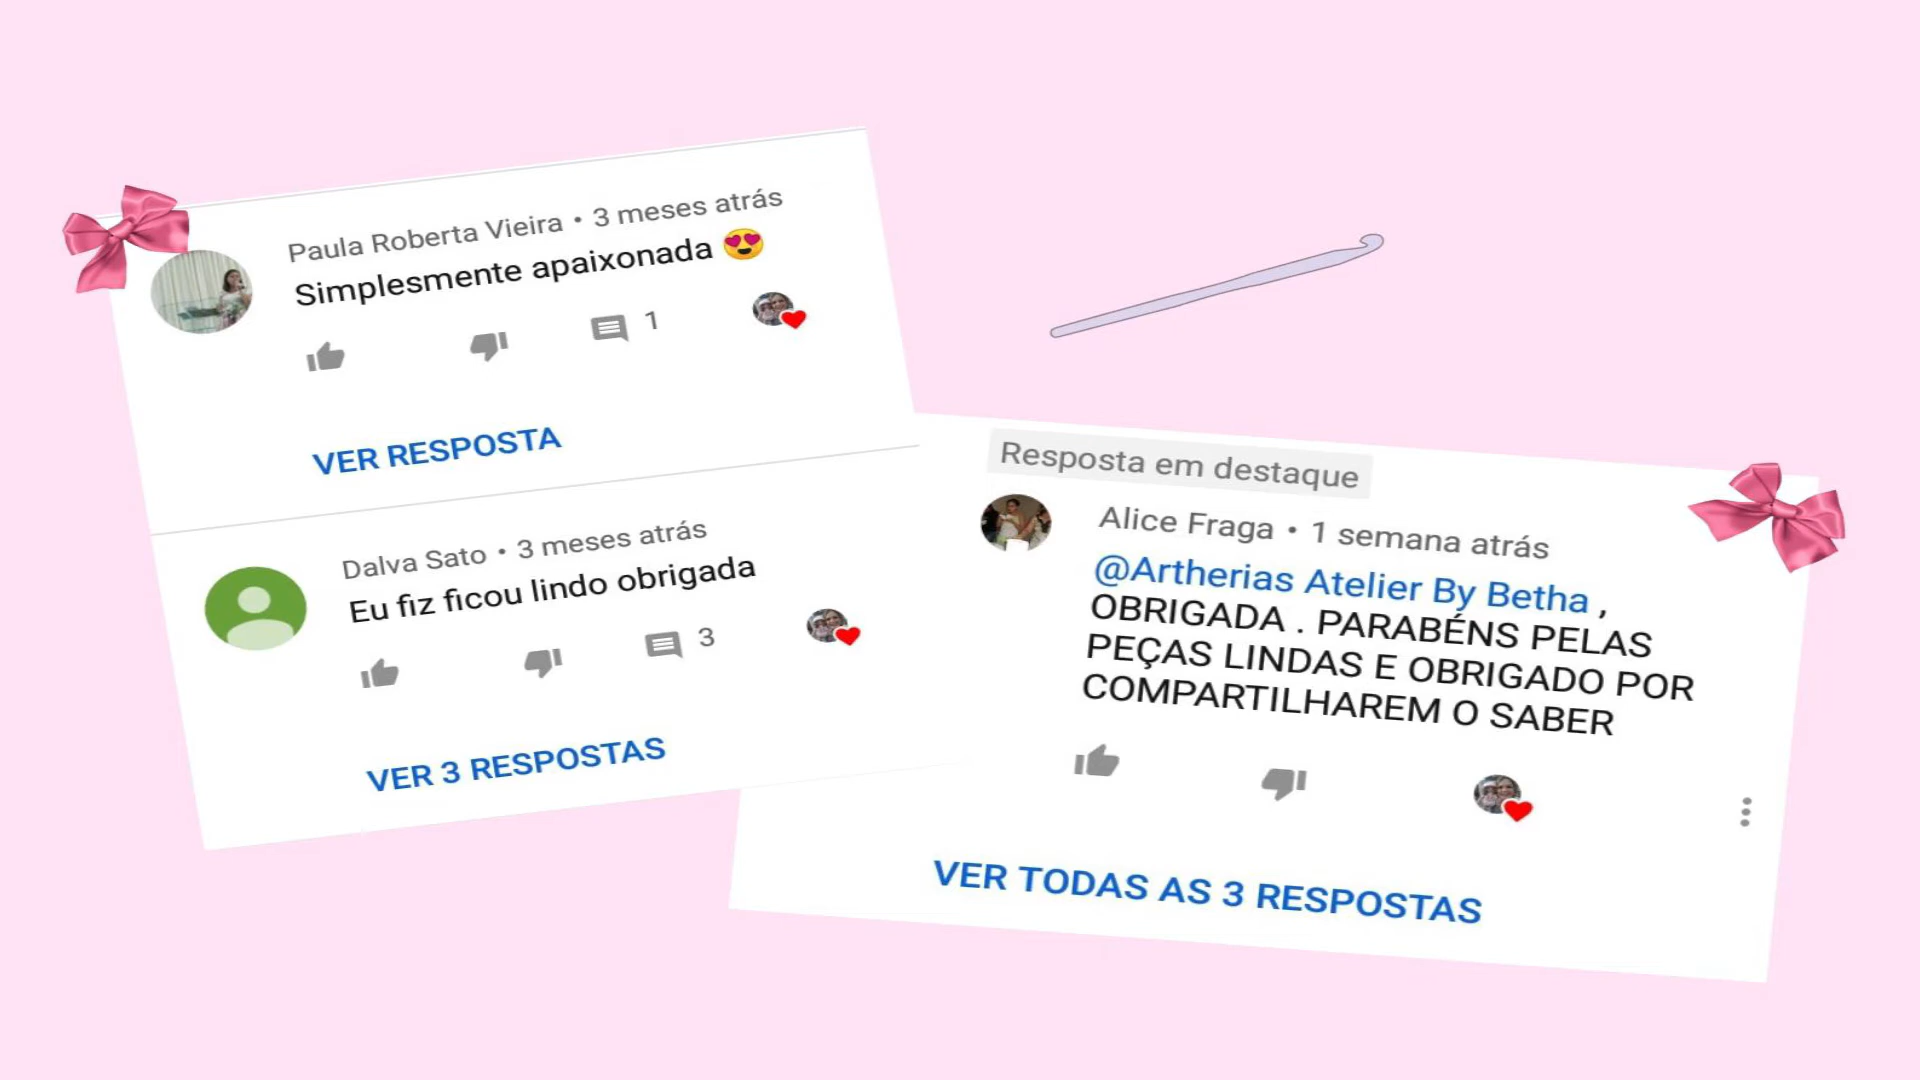 Paula Roberta Vieira • 3 meses atrás
Simplesmente apaixonada 😍
1
VER RESPOSTA
Dalva Sato • 3 meses atrás
Eu fiz ficou lindo obrigada
3
VER 3 RESPOSTAS
Resposta em destaque
Alice Fraga • 1 semana atrás
@Artherias Atelier By Betha ,
OBRIGADA . PARABÉNS PELAS
PEÇAS LINDAS E OBRIGADO POR
COMPARTILHAREM O SABER
VER TODAS AS 3 RESPOSTAS